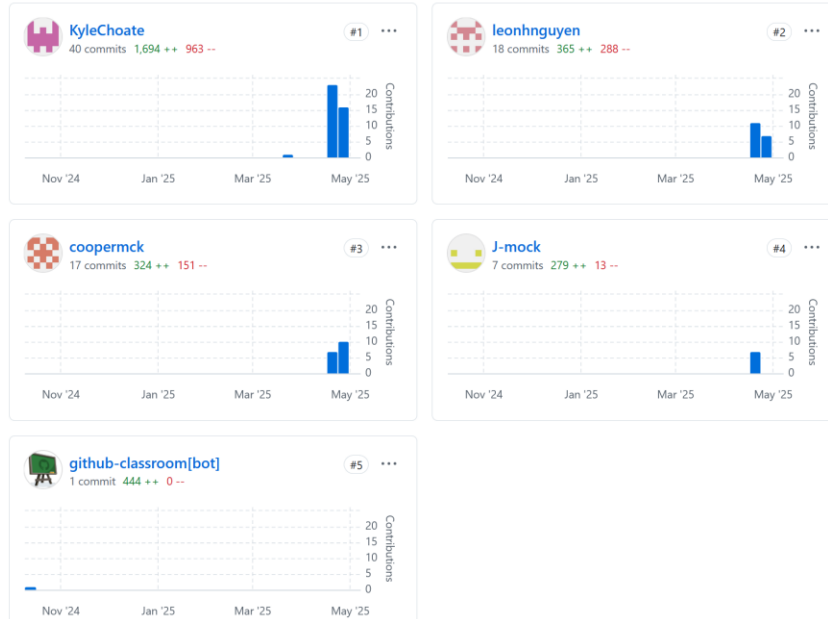 KyleChoate #1 ···
40 commits 1,694 ++ 963 --
20
15
10
5
0
Contributions
Nov '24 Jan '25 Mar '25 May '25
leonhnguyen #2 ···
18 commits 365 ++ 288 --
20
15
10
5
0
Contributions
Nov '24 Jan '25 Mar '25 May '25
coopermck #3 ···
17 commits 324 ++ 151 --
20
15
10
5
0
Contributions
Nov '24 Jan '25 Mar '25 May '25
J-mock #4 ···
7 commits 279 ++ 13 --
20
15
10
5
0
Contributions
Nov '24 Jan '25 Mar '25 May '25
github-classroom[bot] #5 ···
1 commit 444 ++ 0 --
20
15
10
5
0
Contributions
Nov '24 Jan '25 Mar '25 May '25